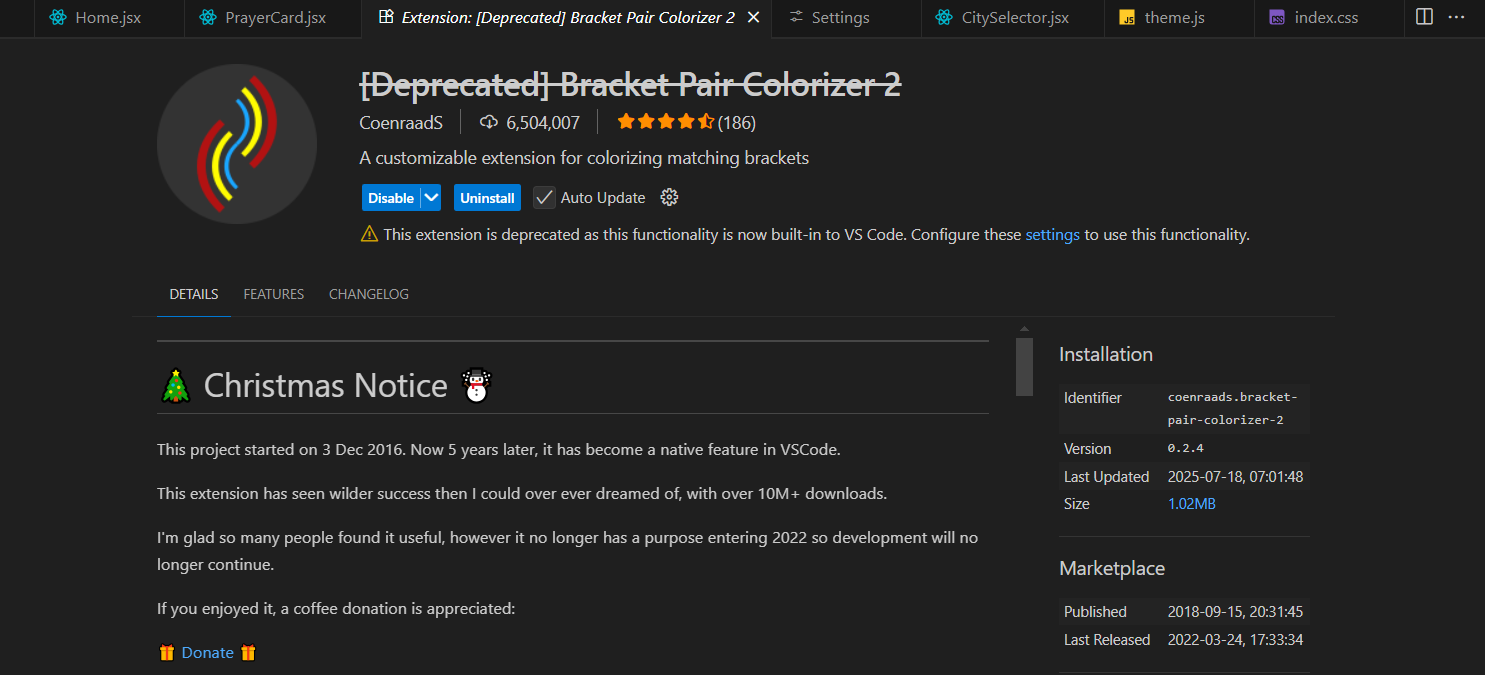 Home.jsx PrayerCard.jsx Extension: [Deprecated] Bracket Pair Colorizer 2 Settings CitySelector.jsx JS theme.js CSS index.css
[Deprecated] Bracket Pair Colorizer 2
CoenraadS 6,504,007 (186)
A customizable extension for colorizing matching brackets
Disable Uninstall Auto Update
This extension is deprecated as this functionality is now built-in to VS Code. Configure these settings to use this functionality.
DETAILS FEATURES CHANGELOG
Christmas Notice
This project started on 3 Dec 2016. Now 5 years later, it has become a native feature in VSCode.
This extension has seen wilder success then I could over ever dreamed of, with over 10M+ downloads.
I'm glad so many people found it useful, however it no longer has a purpose entering 2022 so development will no
longer continue.
If you enjoyed it, a coffee donation is appreciated:
Donate
Installation
Identifier coenraads.bracket-
pair-colorizer-2
Version 0.2.4
Last Updated 2025-07-18, 07:01:48
Size 1.02MB
Marketplace
Published 2018-09-15, 20:31:45
Last Released 2022-03-24, 17:33:34